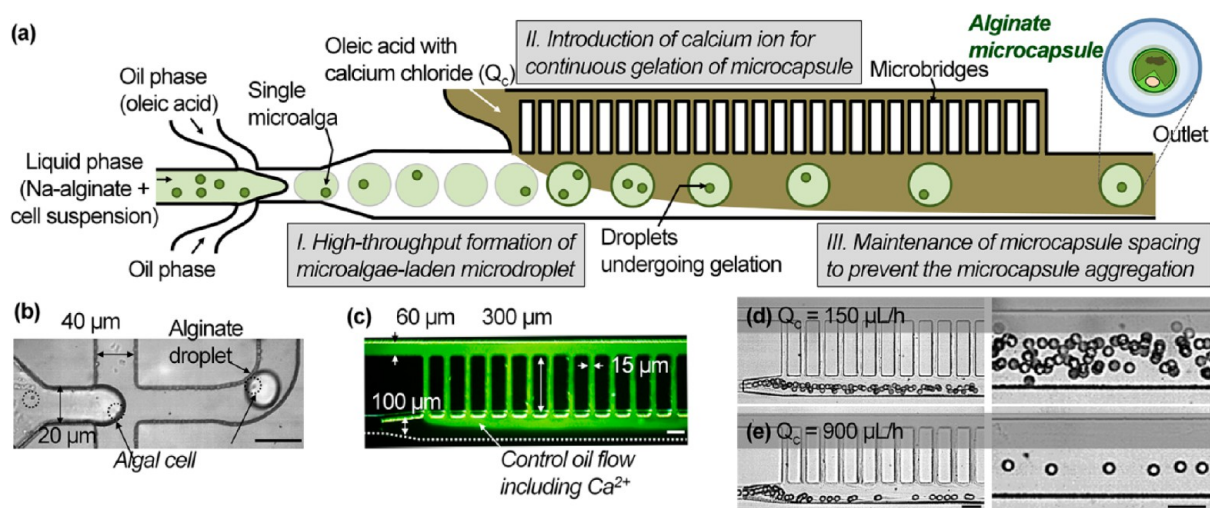 (a)
Oil phase
(oleic acid)
Single
microalga
Oleic acid with
calcium chloride (Qc)
II. Introduction of calcium ion for
continuous gelation of microcapsule
Microbridges
Alginate
microcapsule
Outlet
Liquid phase
(Na-alginate +
cell suspension)
Oil phase
I. High-throughput formation of
microalgae-laden microdroplet
Droplets
undergoing gelation
III. Maintenance of microcapsule spacing
to prevent the microcapsule aggregation
(b)
40 µm
Alginate
droplet
20 µm
Algal cell
(c)
60 µm
300 µm
15 µm
100 µm
Control oil flow
including Ca²⁺
(d) Qc = 150 µL/h
(e) Qc = 900 µL/h